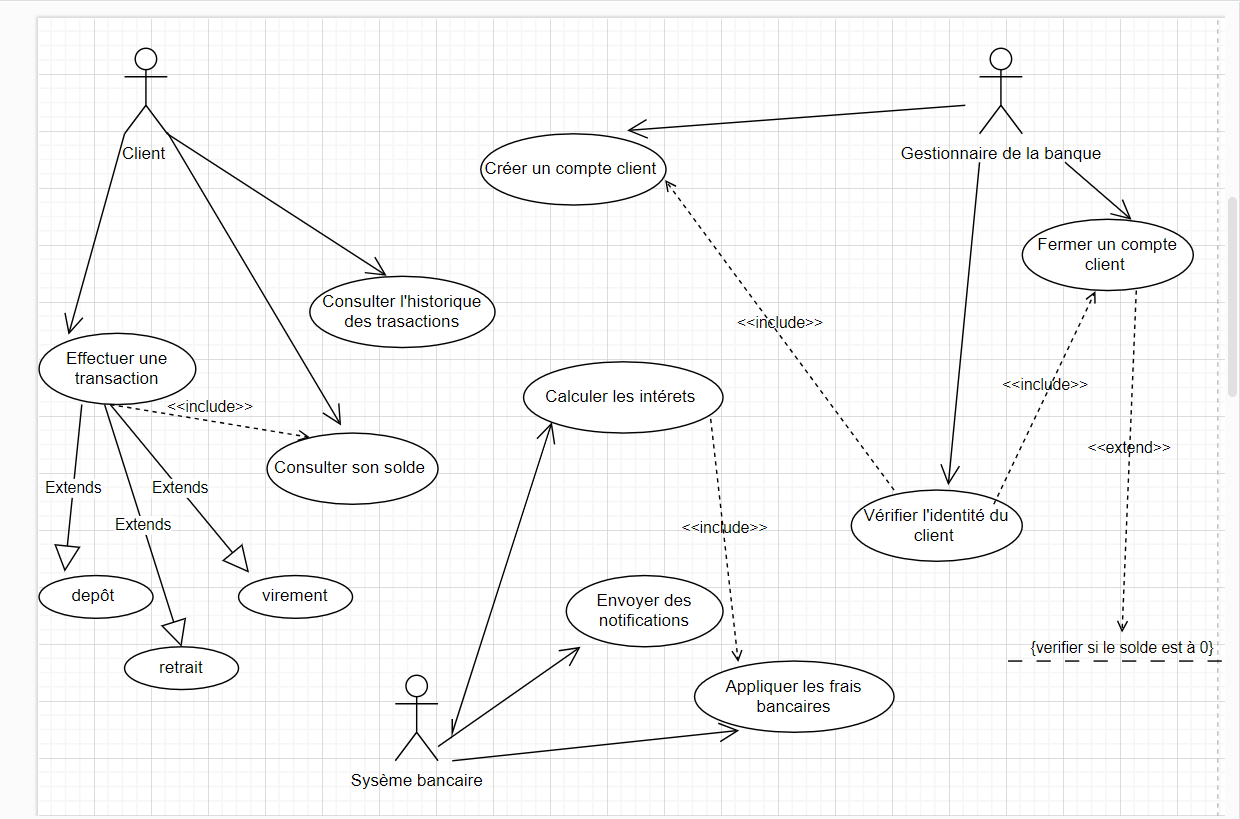 Client
Gestionnaire de la banque
Créer un compte client
Fermer un compte
client
Consulter l'historique
des trasactions
<<include>>
Effectuer une
transaction
<<include>>
Calculer les intérets
<<include>>
<<extend>>
Consulter son solde
Extends
Extends
Extends
Vérifier l'identité du
client
<<include>>
depôt
virement
Envoyer des
notifications
{verifier si le solde est à 0}
retrait
Appliquer les frais
bancaires
Sysème bancaire